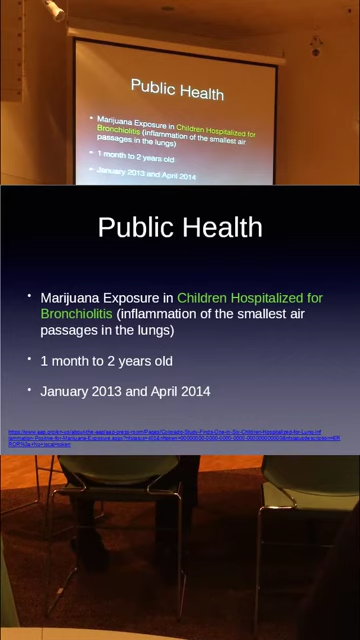 Public Health
• Marijuana Exposure in Children Hospitalized for
Bronchiolitis (inflammation of the smallest air
passages in the lungs)
• 1 month to 2 years old
• January 2013 and April 2014
Public Health
• Marijuana Exposure in Children Hospitalized for
Bronchiolitis (inflammation of the smallest air
passages in the lungs)
• 1 month to 2 years old
• January 2013 and April 2014